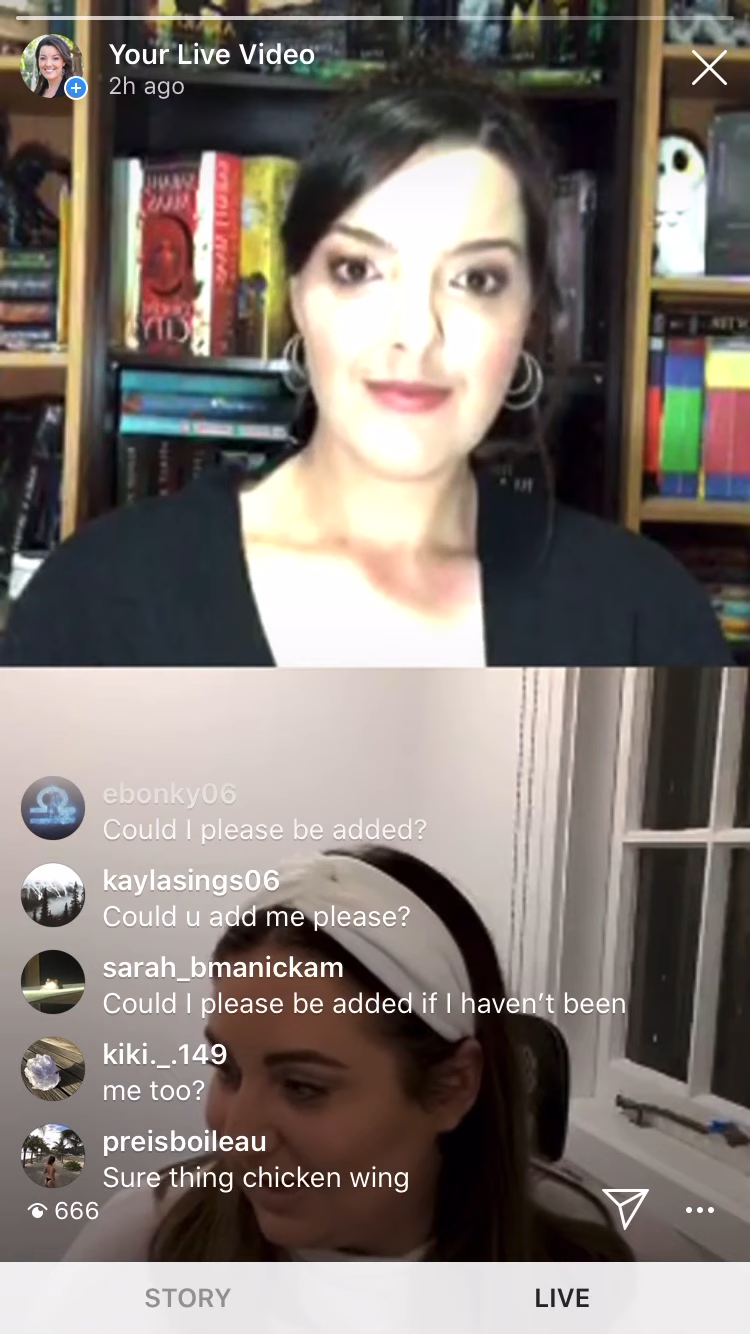 Your Live Video
2h ago
ebonky06
Could I please be added?
kaylasings06
Could u add me please?
sarah_bmanickam
Could I please be added if I haven’t been
kiki._.149
me too?
preisboileau
Sure thing chicken wing
666
STORY
LIVE